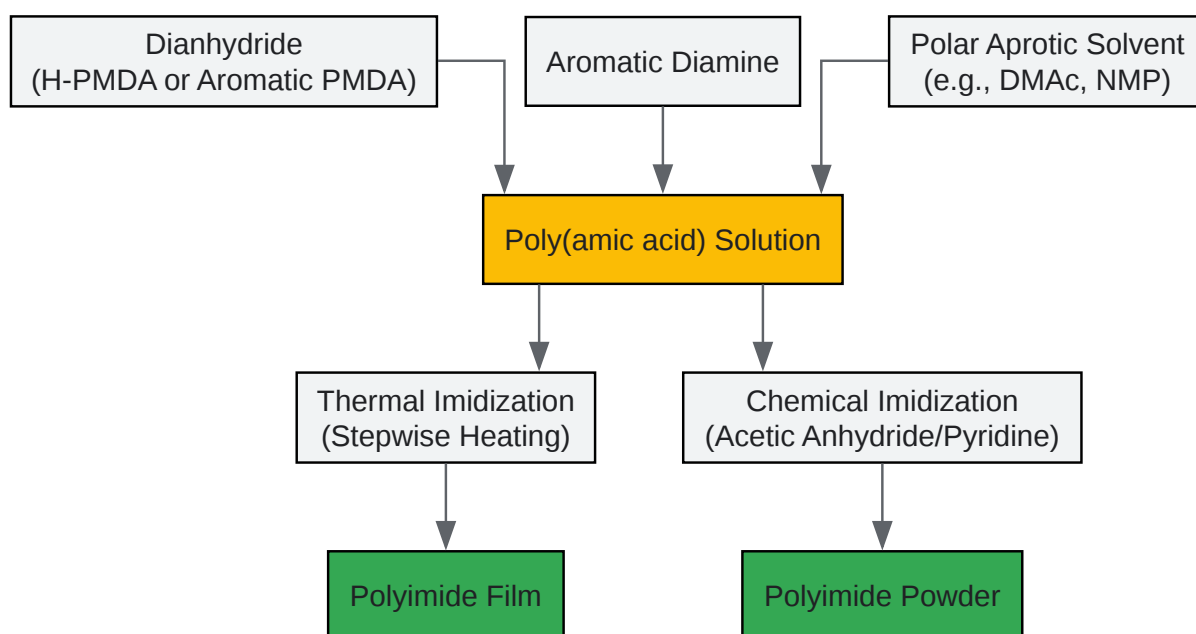 Dianhydride
(H-PMDA or Aromatic PMDA)
Aromatic Diamine
Polar Aprotic Solvent
(e.g., DMAc, NMP)
Poly(amic acid) Solution
Thermal Imidization
(Stepwise Heating)
Chemical Imidization
(Acetic Anhydride/Pyridine)
Polyimide Film
Polyimide Powder